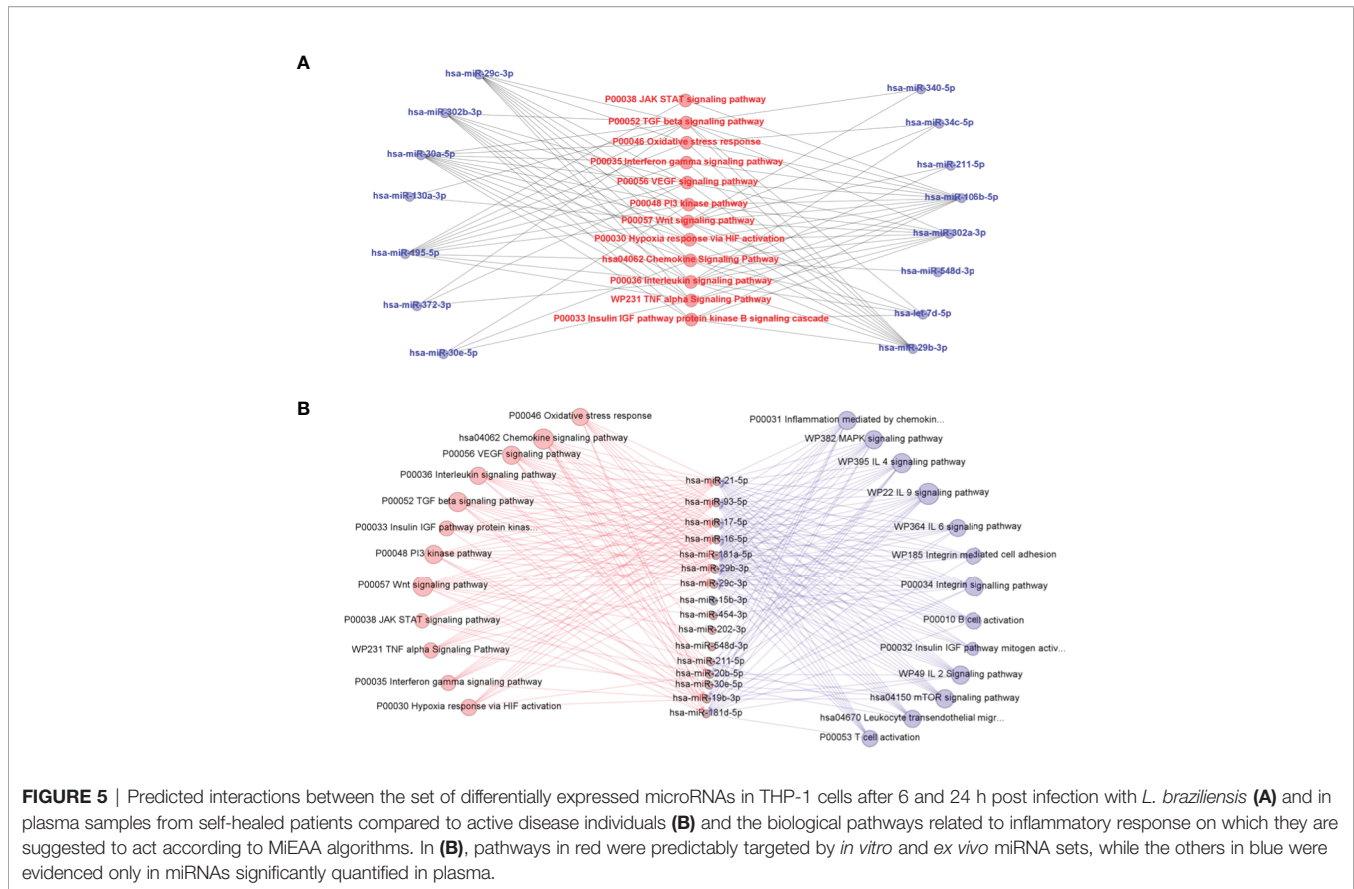 A
hsa-miR-29c-3p
hsa-miR-302b-3p
hsa-miR-30a-5p
hsa-miR-130a-3p
hsa-miR-495-5p
hsa-miR-372-3p
hsa-miR-30e-5p
P00038 JAK STAT signaling pathway
P00052 TGF beta signaling pathway
P00046 Oxidative stress response
P00035 Interferon gamma signaling pathway
P00056 VEGF signaling pathway
P00048 PI3 kinase pathway
P00057 Wnt signaling pathway
P00030 Hypoxia response via HIF activation
hsa04062 Chemokine Signaling Pathway
P00036 Interleukin signaling pathway
WP231 TNF alpha Signaling Pathway
P00033 Insulin IGF pathway protein kinase B signaling cascade
hsa-miR-340-5p
hsa-miR-34c-5p
hsa-miR-211-5p
hsa-miR-106b-5p
hsa-miR-302a-3p
hsa-miR-548d-3p
hsa-let-7d-5p
hsa-miR-29b-3p
B
P00046 Oxidative stress response
hsa04062 Chemokine signaling pathway
P00056 VEGF signaling pathway
P00036 Interleukin signaling pathway
P00052 TGF beta signaling pathway
P00033 Insulin IGF pathway protein kinas...
P00048 PI3 kinase pathway
P00057 Wnt signaling pathway
P00038 JAK STAT signaling pathway
WP231 TNF alpha Signaling Pathway
P00035 Interferon gamma signaling pathway
P00030 Hypoxia response via HIF activation
hsa-miR-21-5p
hsa-miR-93-5p
hsa-miR-17-5p
hsa-miR-16-5p
hsa-miR-181a-5p
hsa-miR-29b-3p
hsa-miR-29c-3p
hsa-miR-15b-3p
hsa-miR-454-3p
hsa-miR-202-3p
hsa-miR-548d-3p
hsa-miR-211-5p
hsa-miR-20b-5p
hsa-miR-30e-5p
hsa-miR-19b-3p
hsa-miR-181d-5p
P00031 Inflammation mediated by chemokin...
WP382 MAPK signaling pathway
WP395 IL 4 signaling pathway
WP22 IL 9 signaling pathway
WP364 IL 6 signaling pathway
WP185 Integrin mediated cell adhesion
P00034 Integrin signalling pathway
P00010 B cell activation
P00032 Insulin IGF pathway mitogen activ...
WP49 IL 2 Signaling pathway
hsa04150 mTOR signaling pathway
hsa04670 Leukocyte transendothelial migr...
P00053 T cell activation
FIGURE 5 | Predicted interactions between the set of differentially expressed microRNAs in THP-1 cells after 6 and 24 h post infection with L. braziliensis (A) and in
plasma samples from self-healed patients compared to active disease individuals (B) and the biological pathways related to inflammatory response on which they are
suggested to act according to MiEAA algorithms. In (B), pathways in red were predictably targeted by in vitro and ex vivo miRNA sets, while the others in blue were
evidenced only in miRNAs significantly quantified in plasma.